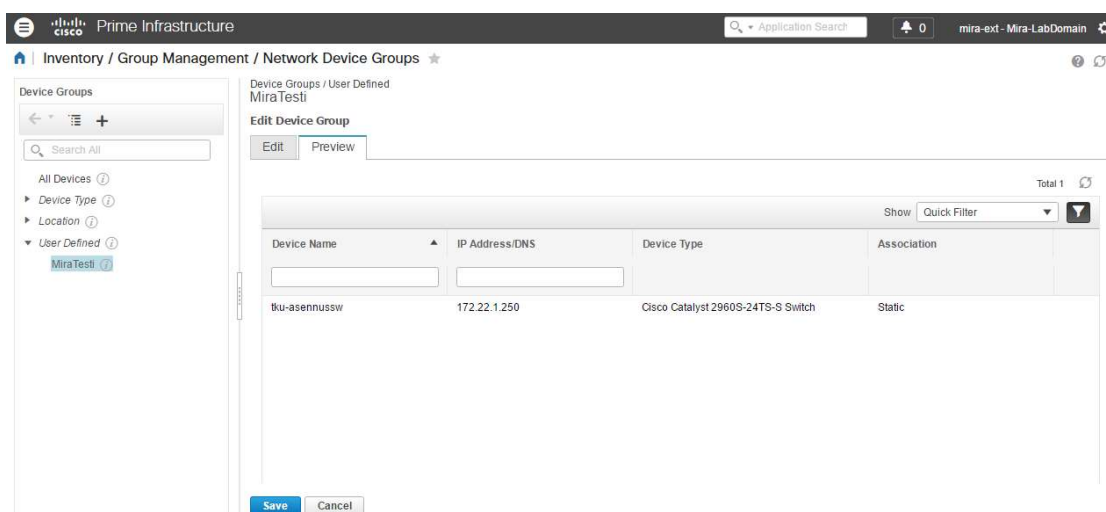 cisco Prime Infrastructure
Application Search
0
mira-ext - Mira-LabDomain
Inventory / Group Management / Network Device Groups
Device Groups
Search All
All Devices
Device Type
Location
User Defined
MiraTesti
Device Groups / User Defined
MiraTesti
Edit Device Group
Edit Preview
Total 1
Show Quick Filter
Device Name IP Address/DNS Device Type Association
tku-asennussw 172.22.1.250 Cisco Catalyst 2960S-24TS-S Switch Static
Save Cancel